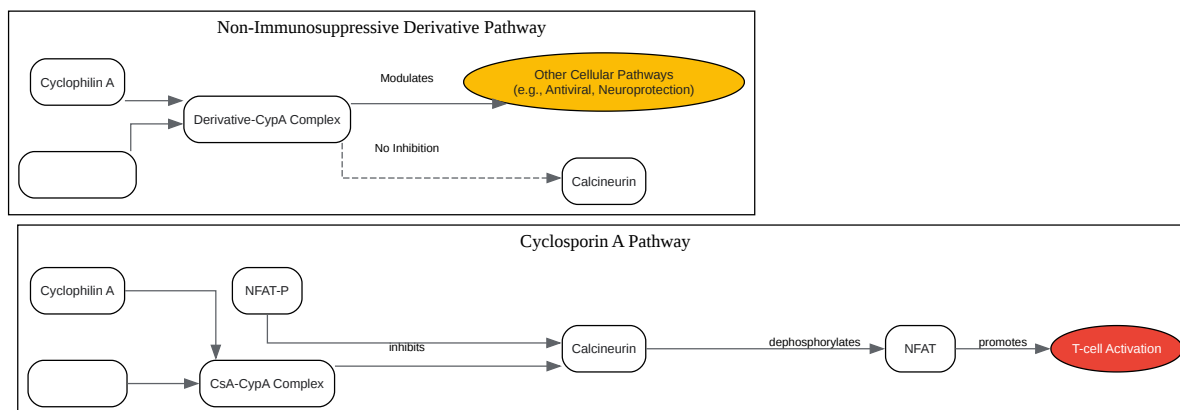 Non-Immunosuppressive Derivative Pathway
Cyclophilin A
Modulates
Other Cellular Pathways
(e.g., Antiviral, Neuroprotection)
Derivative-CypA Complex
No Inhibition
Calcineurin
Cyclosporin A Pathway
Cyclophilin A
NFAT-P
inhibits
Calcineurin
dephosphorylates
NFAT
promotes
T-cell Activation
CsA-CypA Complex